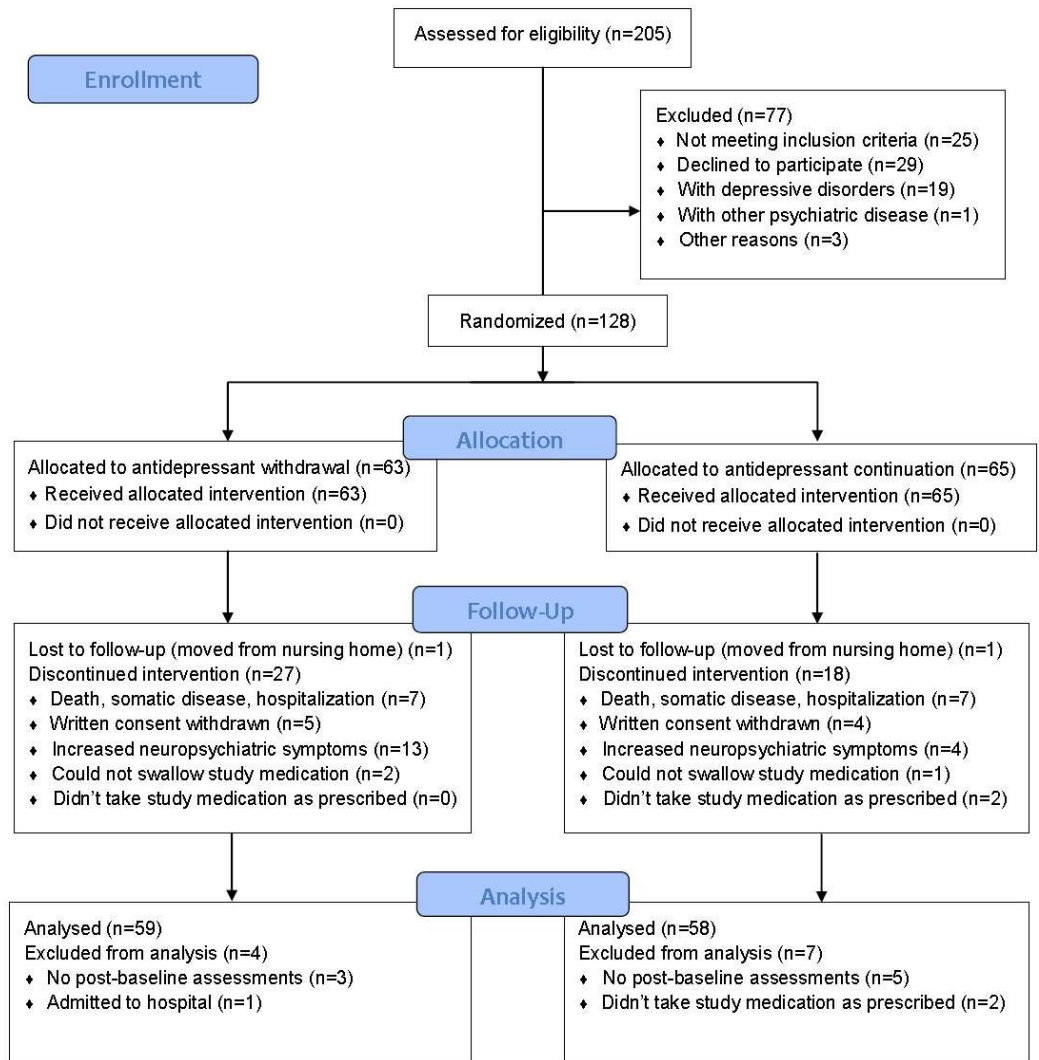 Assessed for eligibility (n=205)
Enrollment
Excluded (n=77)
♦ Not meeting inclusion criteria (n=25)
♦ Declined to participate (n=29)
♦ With depressive disorders (n=19)
♦ With other psychiatric disease (n=1)
♦ Other reasons (n=3)
Randomized (n=128)
Allocation
Allocated to antidepressant withdrawal (n=63)
♦ Received allocated intervention (n=63)
♦ Did not receive allocated intervention (n=0)
Allocated to antidepressant continuation (n=65)
♦ Received allocated intervention (n=65)
♦ Did not receive allocated intervention (n=0)
Follow-Up
Lost to follow-up (moved from nursing home) (n=1)
Discontinued intervention (n=27)
♦ Death, somatic disease, hospitalization (n=7)
♦ Written consent withdrawn (n=5)
♦ Increased neuropsychiatric symptoms (n=13)
♦ Could not swallow study medication (n=2)
♦ Didn't take study medication as prescribed (n=0)
Lost to follow-up (moved from nursing home) (n=1)
Discontinued intervention (n=18)
♦ Death, somatic disease, hospitalization (n=7)
♦ Written consent withdrawn (n=4)
♦ Increased neuropsychiatric symptoms (n=4)
♦ Could not swallow study medication (n=1)
♦ Didn't take study medication as prescribed (n=2)
Analysis
Analysed (n=59)
Excluded from analysis (n=4)
♦ No post-baseline assessments (n=3)
♦ Admitted to hospital (n=1)
Analysed (n=58)
Excluded from analysis (n=7)
♦ No post-baseline assessments (n=5)
♦ Didn't take study medication as prescribed (n=2)